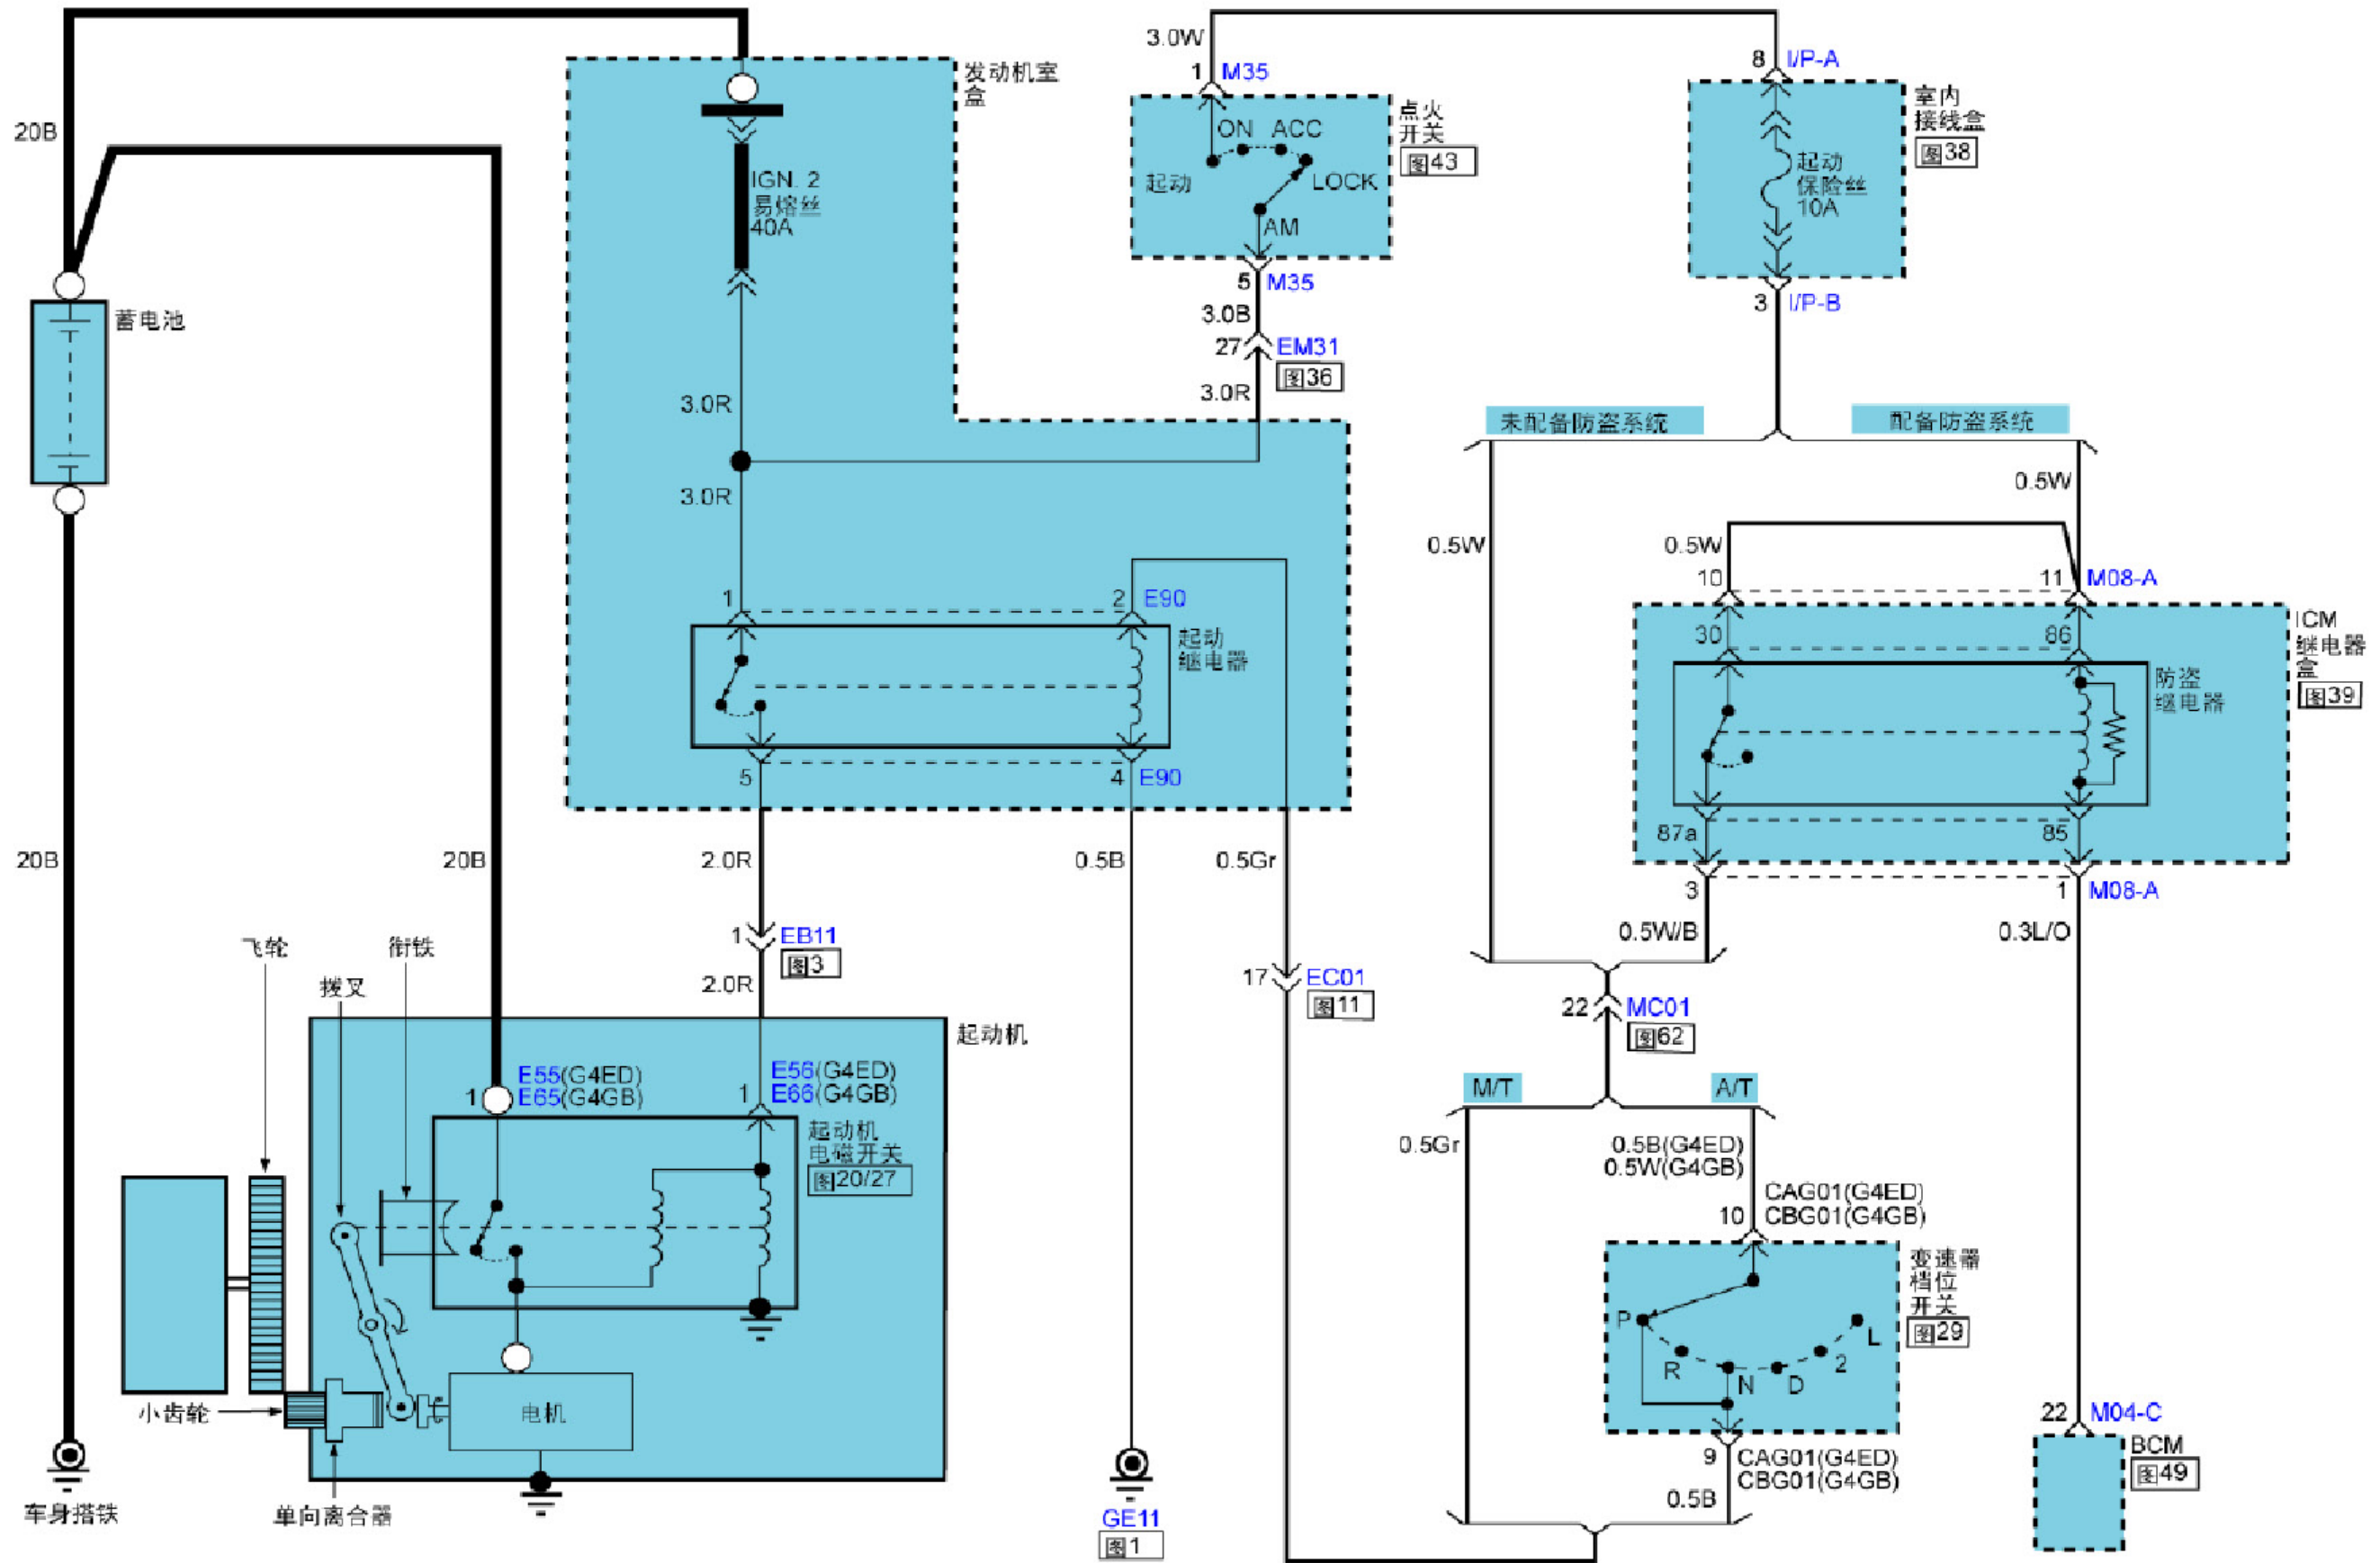 20B
发动机室
盒
IGN. 2
易熔丝
40A
3.0R
3.0R
蓄电池
20B
20B
3.0W
1 M35
点火
开关
图43
ON ACC
起动
LOCK
AM
5 M35
3.0B
27 EM31
图36
3.0R
8 I/P-A
室内
接线盒
图38
起动
保险丝
10A
3 I/P-B
未配备防盗系统
配备防盗系统
0.5W
0.5W
0.5W
10
11 M08-A
ICM
继电器
盒
图39
30
86
防盗
继电器
87a
85
3
1 M08-A
0.5W/B
0.3L/O
1
2 E90
起动
继电器
5
4 E90
2.0R
0.5B
0.5Gr
1 EB11
图3
2.0R
17 EC01
图11
22 MC01
图62
M/T
A/T
0.5Gr
0.5B(G4ED)
0.5W(G4GB)
CAG01(G4ED)
10 CBG01(G4GB)
变速器
档位
开关
图29
P
R
N
D
2
L
9 CAG01(G4ED)
CBG01(G4GB)
0.5B
22 M04-C
BCM
图49
飞轮
衔铁
拨叉
起动机
E55(G4ED)
1 E65(G4GB)
E56(G4ED)
1 E66(G4GB)
起动机
电磁开关
图20/27
小齿轮
电机
车身搭铁
单向离合器
GE11
图1